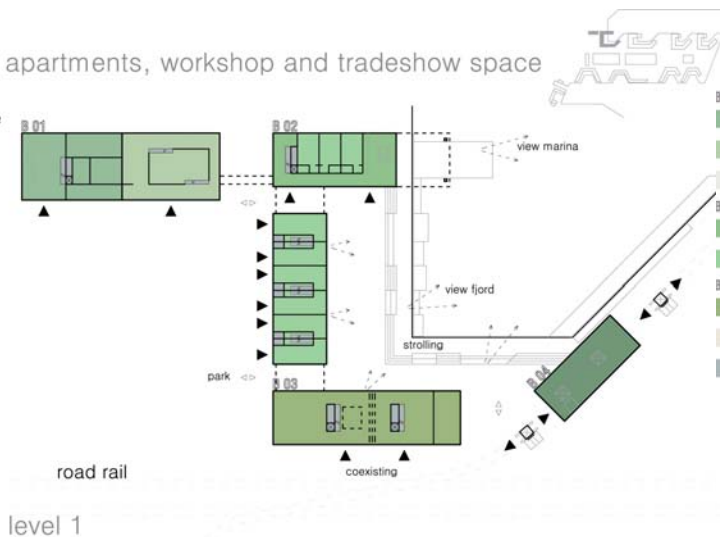 apartments, workshop and tradeshow space
B 01
B 02
view marina
view fjord
strolling
park
B 03
B 04
coexisting
road rail
level 1